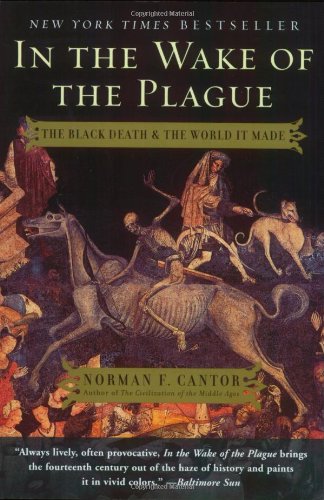 NEW YORK TIMES BESTSELLER
IN THE WAKE OF
THE PLAGUE
THE BLACK DEATH & THE WORLD IT MADE
NORMAN F. CANTOR
Author of The Civilization of the Middle Ages
"Always lively, often provocative, In the Wake of the Plague brings
the fourteenth century out of the haze of history and paints
it in vivid colors." —Baltimore Sun